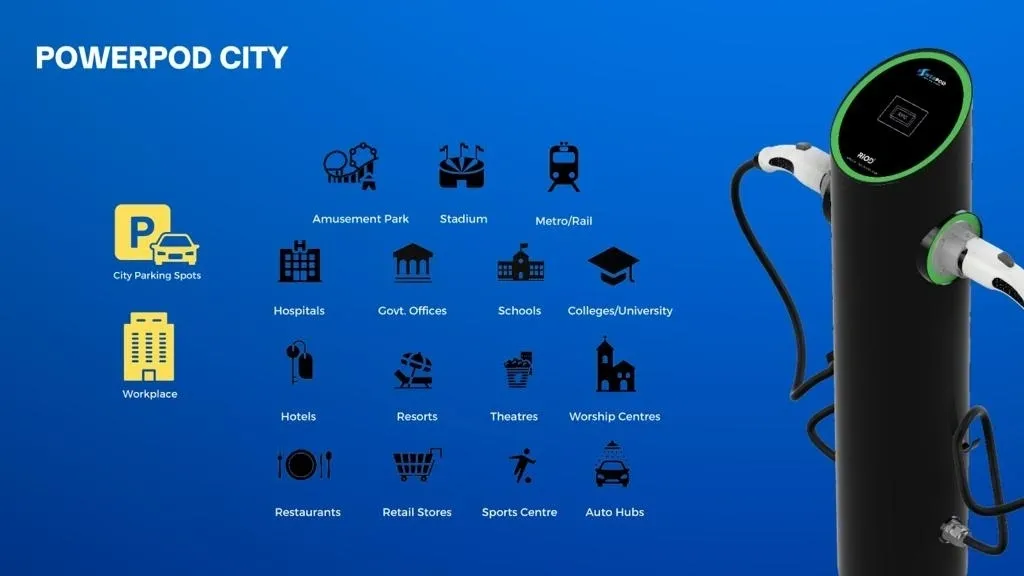 POWERPOD CITY
P
City Parking Spots
Workplace
Amusement Park
Stadium
Metro/Rail
H
Hospitals
Govt. Offices
Schools
Colleges/University
Hotels
Resorts
Theatres
Worship Centres
Restaurants
Retail Stores
Sports Centre
Auto Hubs
RIOD